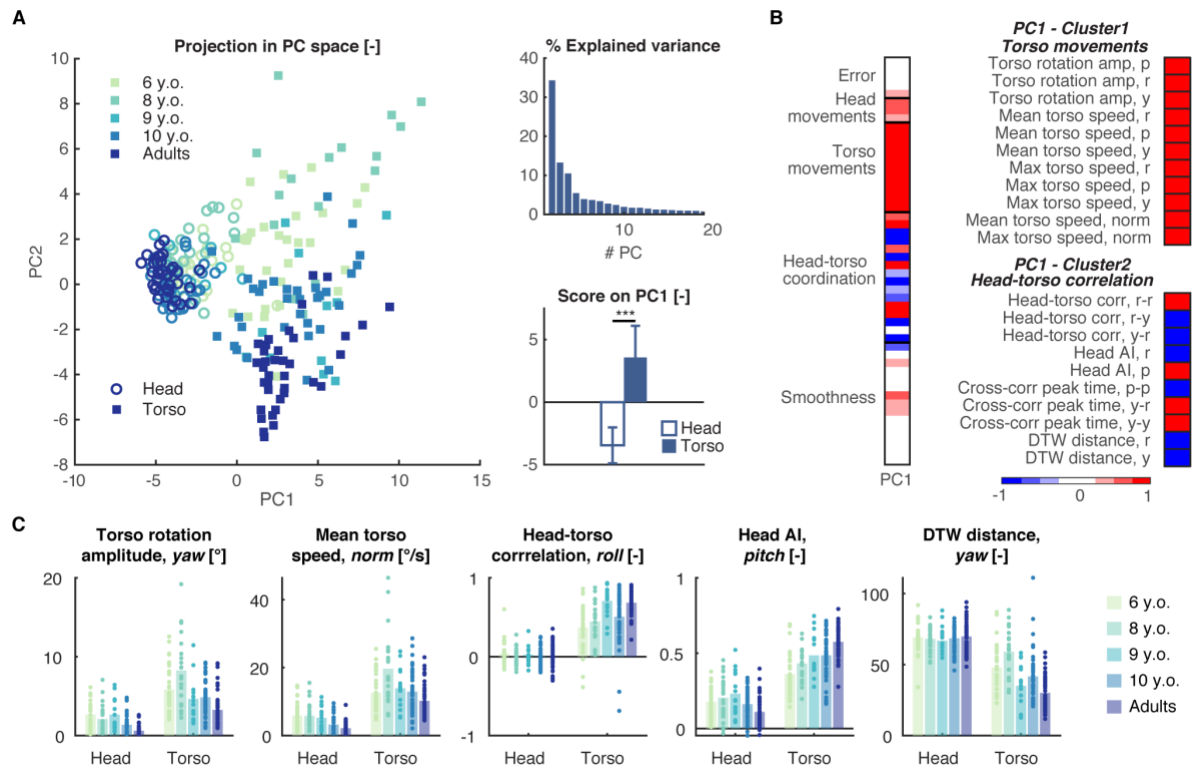 A
Projection in PC space [-]
10
8
6
4
2
0
-2
-4
-6
-8
PC2
-5
0
5
10
15
PC1
6 y.o.
8 y.o.
9 y.o.
10 y.o.
Adults
Head
Torso
% Explained variance
40
30
20
10
0
10
20
# PC
Score on PC1 [-]
***
5
0
-5
Head
Torso
B
Error
Head
movements
Torso
movements
Head-torso
coordination
Smoothness
PC1
PC1 - Cluster1
Torso movements
Torso rotation amp, p
Torso rotation amp, r
Torso rotation amp, y
Mean torso speed, r
Mean torso speed, p
Mean torso speed, y
Max torso speed, r
Max torso speed, p
Max torso speed, y
Mean torso speed, norm
Max torso speed, norm
PC1 - Cluster2
Head-torso correlation
Head-torso corr, r-r
Head-torso corr, r-y
Head-torso corr, y-r
Head AI, r
Head AI, p
Cross-corr peak time, p-p
Cross-corr peak time, y-r
Cross-corr peak time, y-y
DTW distance, r
DTW distance, y
-1
0
1
C
Torso rotation
amplitude, yaw [°]
20
10
0
Head
Torso
Mean torso
speed, norm [°/s]
40
20
0
Head
Torso
Head-torso
corrrelation, roll [-]
1
0
-1
Head
Torso
Head AI,
pitch [-]
1
0.5
0
Head
Torso
DTW distance,
yaw [-]
100
50
0
Head
Torso
6 y.o.
8 y.o.
9 y.o.
10 y.o.
Adults